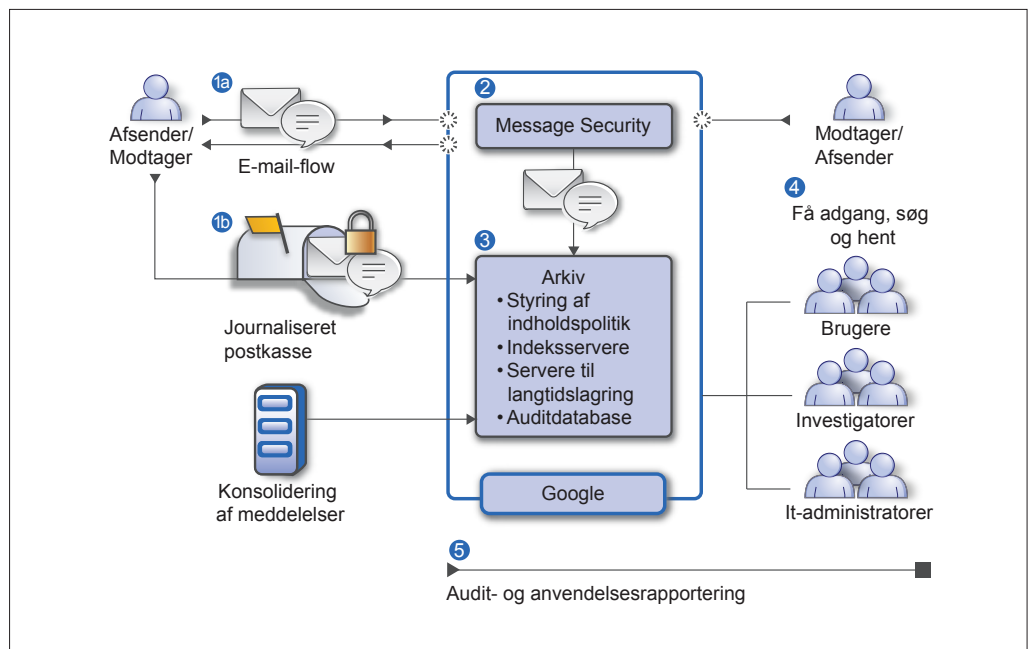 1a
Afsender/
Modtager
E-mail-flow
2
Message Security
Modtager/
Afsender
1b
Journaliseret
postkasse
3
Arkiv
• Styring af
indholdspolitik
• Indeksservere
• Servere til
langtidslagring
• Auditdatabase
4
Få adgang, søg
og hent
Brugere
Investigatorer
It-administratorer
Konsolidering
af meddelelser
Google
5
Audit- og anvendelsesrapportering